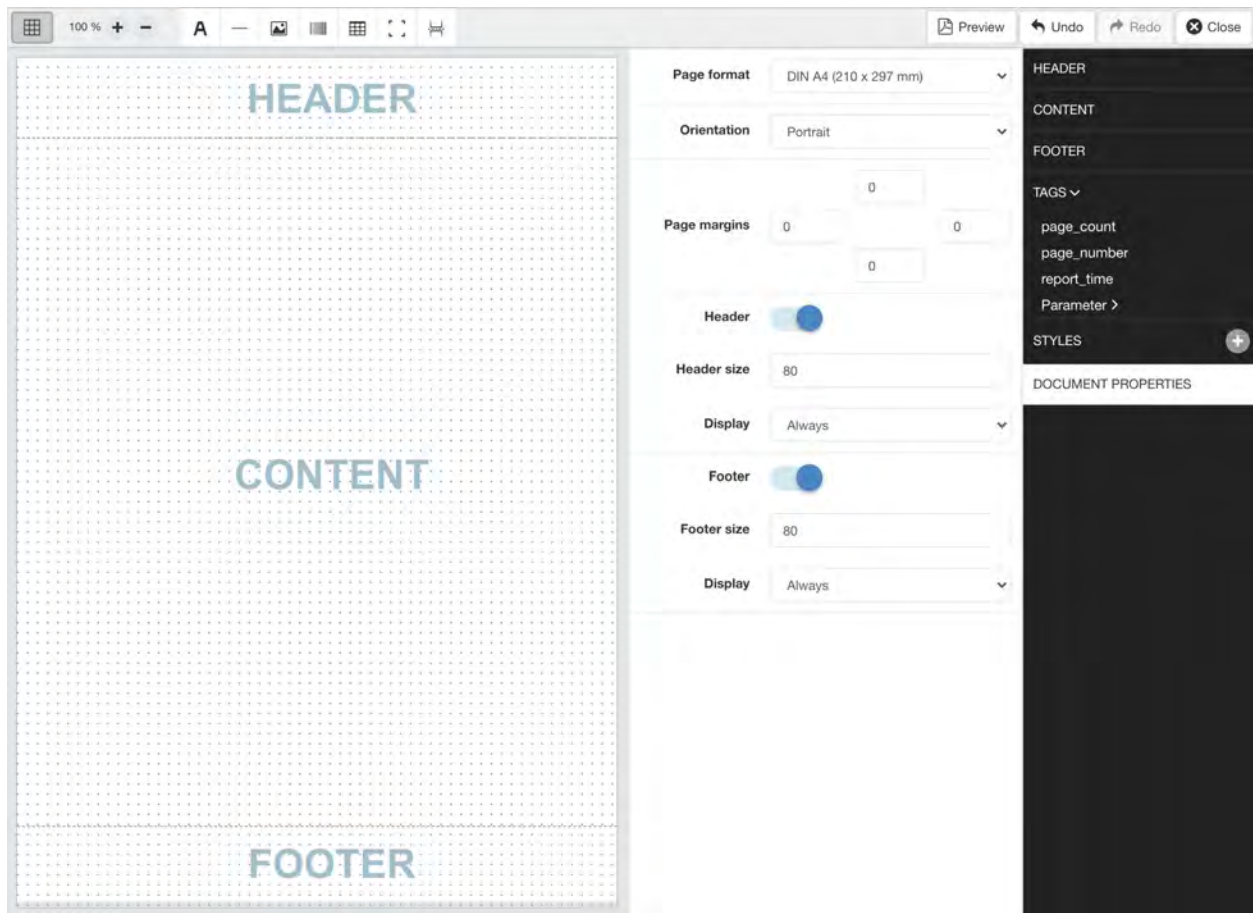 100 % + −
A
Preview
Undo
Redo
Close
HEADER
CONTENT
FOOTER
Page format
DIN A4 (210 x 297 mm)
Orientation
Portrait
Page margins
0
0
0
0
Header
Header size
80
Display
Always
Footer
Footer size
80
Display
Always
HEADER
CONTENT
FOOTER
TAGS
page_count
page_number
report_time
Parameter
STYLES
DOCUMENT PROPERTIES